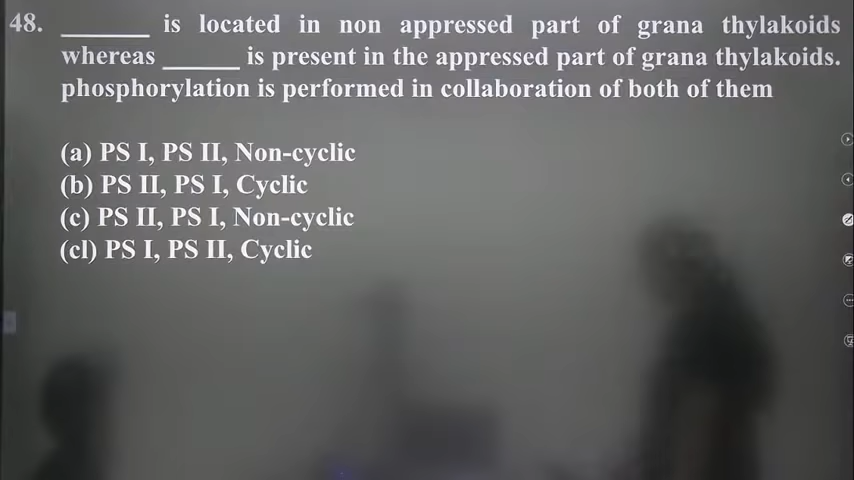 48. ______ is located in non appressed part of grana thylakoids
whereas ______ is present in the appressed part of grana thylakoids.
phosphorylation is performed in collaboration of both of them
(a) PS I, PS II, Non-cyclic
(b) PS II, PS I, Cyclic
(c) PS II, PS I, Non-cyclic
(cl) PS I, PS II, Cyclic